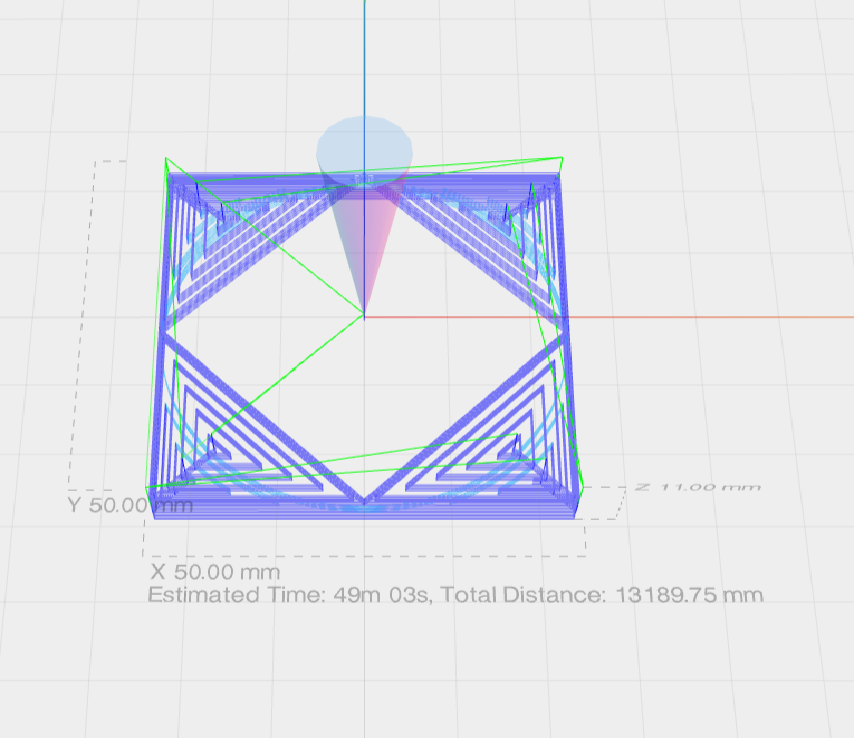 Z 11.00 mm
Y 50.00 mm
X 50.00 mm
Estimated Time: 49m 03s, Total Distance: 13189.75 mm